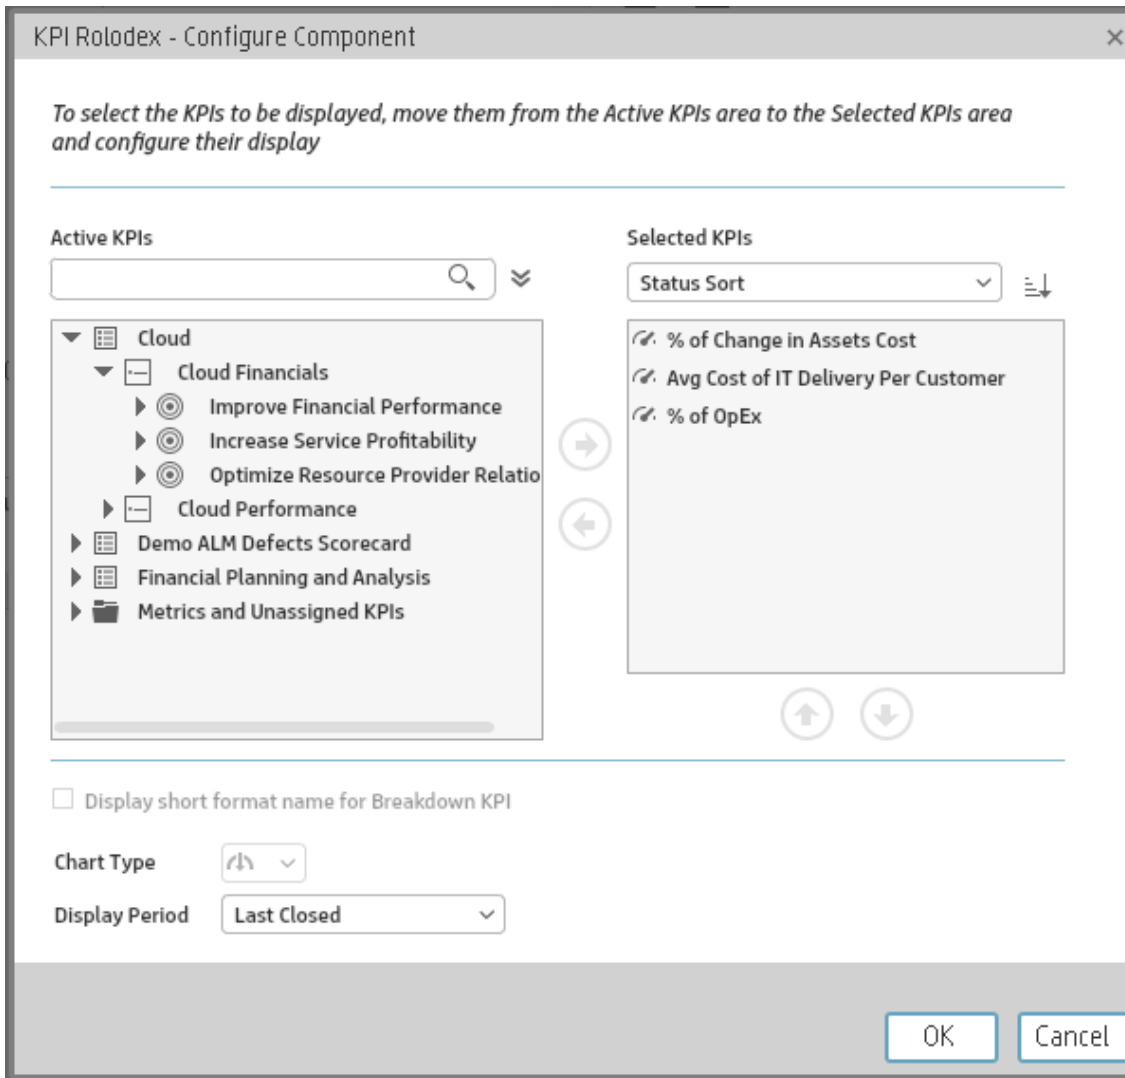 KPI Rolodex - Configure Component
To select the KPIs to be displayed, move them from the Active KPIs area to the Selected KPIs area
and configure their display
Active KPIs
Selected KPIs
Status Sort
Cloud
Cloud Financials
Improve Financial Performance
Increase Service Profitability
Optimize Resource Provider Relatio
Cloud Performance
Demo ALM Defects Scorecard
Financial Planning and Analysis
Metrics and Unassigned KPIs
% of Change in Assets Cost
Avg Cost of IT Delivery Per Customer
% of OpEx
Display short format name for Breakdown KPI
Chart Type
Display Period
Last Closed
OK
Cancel